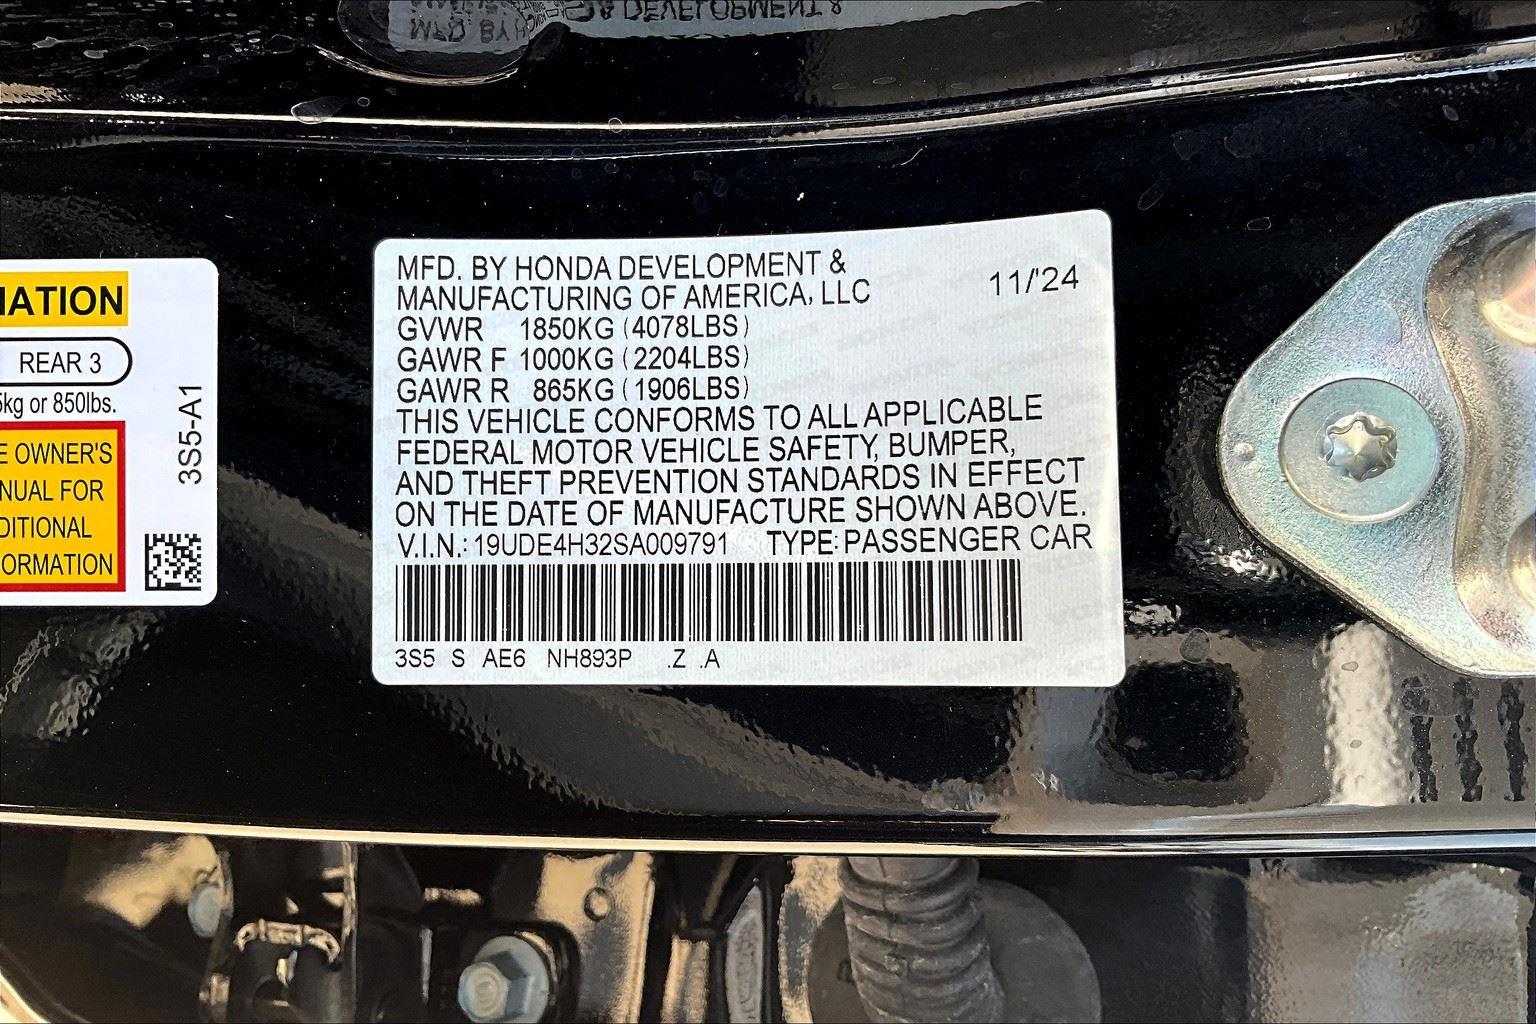 MFD. BY HONDA DEVELOPMENT &
MANUFACTURING OF AMERICA, LLC
11/'24
GVWR 1850KG (4078LBS)
GAWR F 1000KG (2204LBS)
GAWR R 865KG (1906LBS)
THIS VEHICLE CONFORMS TO ALL APPLICABLE
FEDERAL MOTOR VEHICLE SAFETY, BUMPER,
AND THEFT PREVENTION STANDARDS IN EFFECT
ON THE DATE OF MANUFACTURE SHOWN ABOVE.
V.I.N.: 19UDE4H32SA009791 TYPE: PASSENGER CAR
3S5 S AE6 NH893P .Z .A
MATION
REAR 3
5kg or 850lbs.
E OWNER'S
NUAL FOR
DITIONAL
ORMATION
3S5-A1